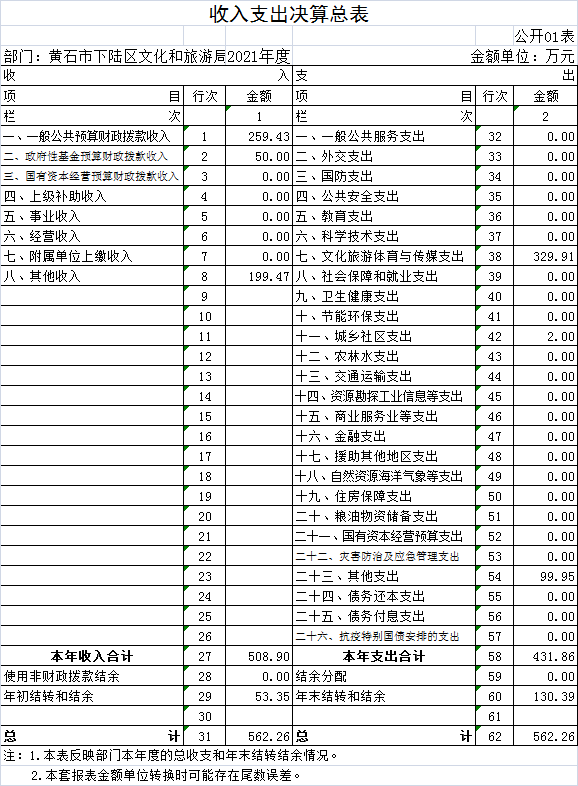 收入支出决算总表
公开01表
部门：黄石市下陆区文化和旅游局2021年度 金额单位：万元
收 入 支 出
项 目 行次 金额 项 目 行次 金额
栏 次 1 栏 次 2
一、一般公共预算财政拨款收入 1 259.43 一、一般公共服务支出 32 0.00
二、政府性基金预算财政拨款收入 2 50.00 二、外交支出 33 0.00
三、国有资本经营预算财政拨款收入 3 0.00 三、国防支出 34 0.00
四、上级补助收入 4 0.00 四、公共安全支出 35 0.00
五、事业收入 5 0.00 五、教育支出 36 0.00
六、经营收入 6 0.00 六、科学技术支出 37 0.00
七、附属单位上缴收入 7 0.00 七、文化旅游体育与传媒支出 38 329.91
八、其他收入 8 199.47 八、社会保障和就业支出 39 0.00
9 九、卫生健康支出 40 0.00
10 十、节能环保支出 41 0.00
11 十一、城乡社区支出 42 2.00
12 十二、农林水支出 43 0.00
13 十三、交通运输支出 44 0.00
14 十四、资源勘探工业信息等支出 45 0.00
15 十五、商业服务业等支出 46 0.00
16 十六、金融支出 47 0.00
17 十七、援助其他地区支出 48 0.00
18 十八、自然资源海洋气象等支出 49 0.00
19 十九、住房保障支出 50 0.00
20 二十、粮油物资储备支出 51 0.00
21 二十一、国有资本经营预算支出 52 0.00
22 二十二、灾害防治及应急管理支出 53 0.00
23 二十三、其他支出 54 99.95
24 二十四、债务还本支出 55 0.00
25 二十五、债务付息支出 56 0.00
26 二十六、抗疫特别国债安排的支出 57 0.00
本年收入合计 27 508.90 本年支出合计 58 431.86
使用非财政拨款结余 28 0.00 结余分配 59 0.00
年初结转和结余 29 53.35 年末结转和结余 60 130.39
30 61
总 计 31 562.26 总 计 62 562.26
注：1.本表反映部门本年度的总收支和年末结转结余情况。
2.本套报表金额单位转换时可能存在尾数误差。